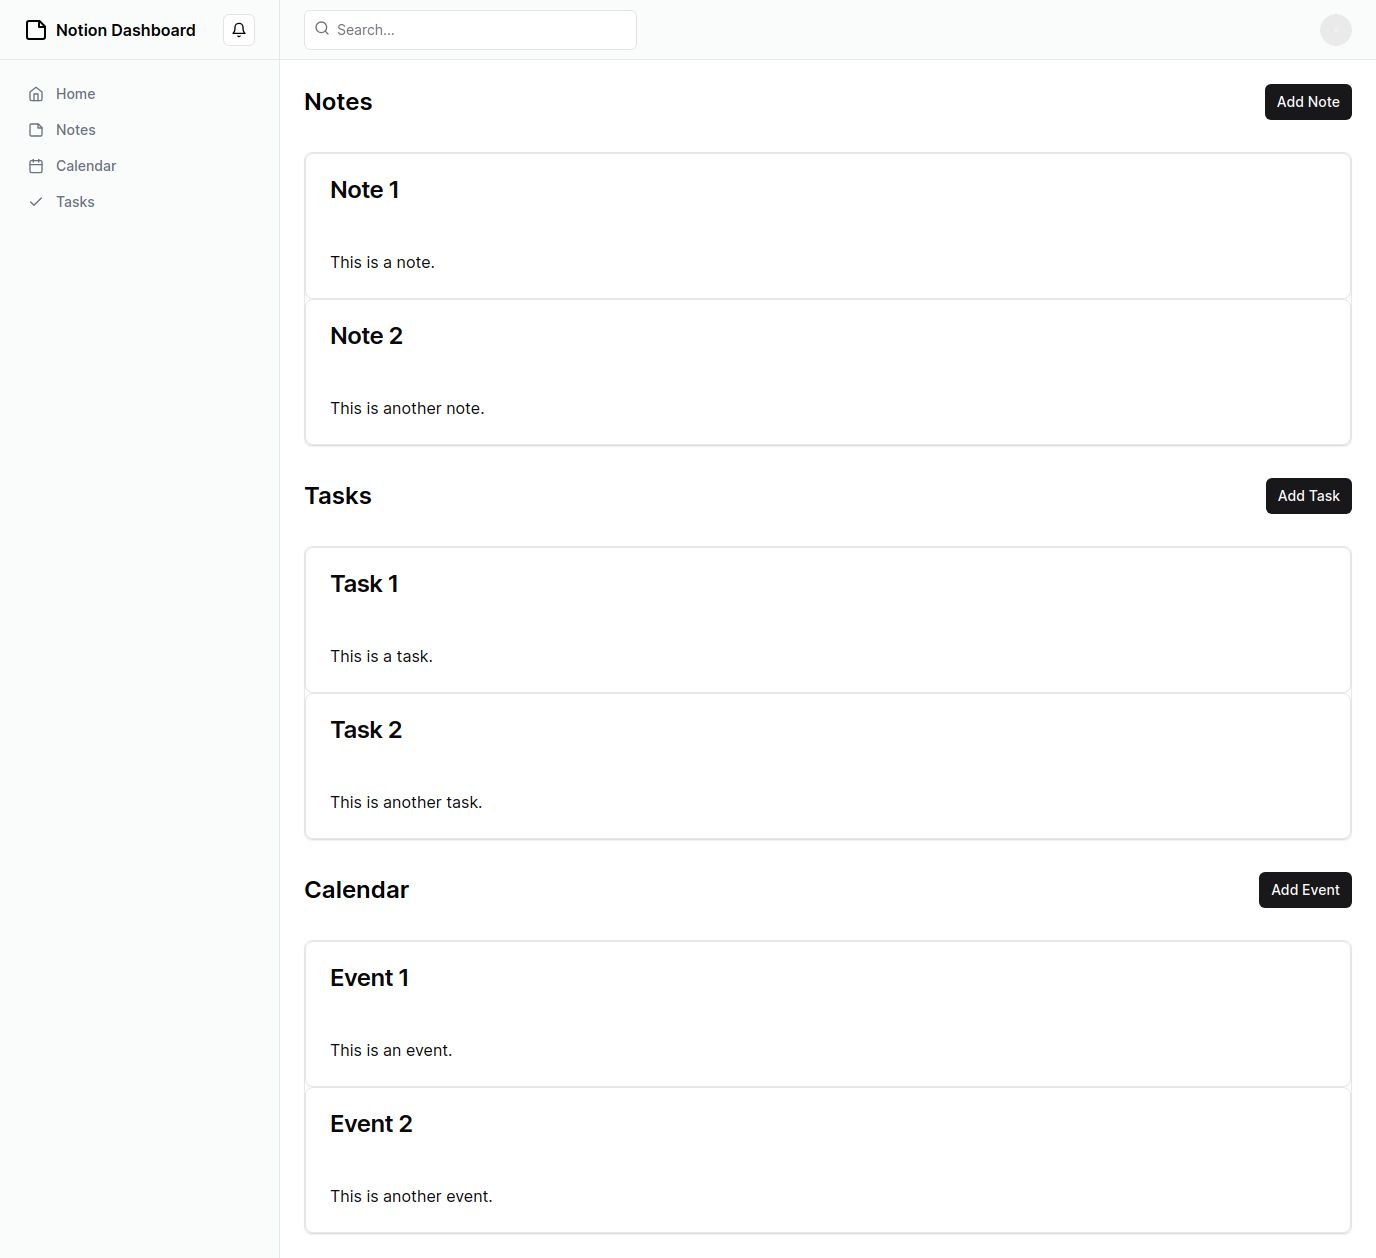 Notion Dashboard
Search...
Home
Notes
Calendar
Tasks
Notes
Add Note
Note 1
This is a note.
Note 2
This is another note.
Tasks
Add Task
Task 1
This is a task.
Task 2
This is another task.
Calendar
Add Event
Event 1
This is an event.
Event 2
This is another event.